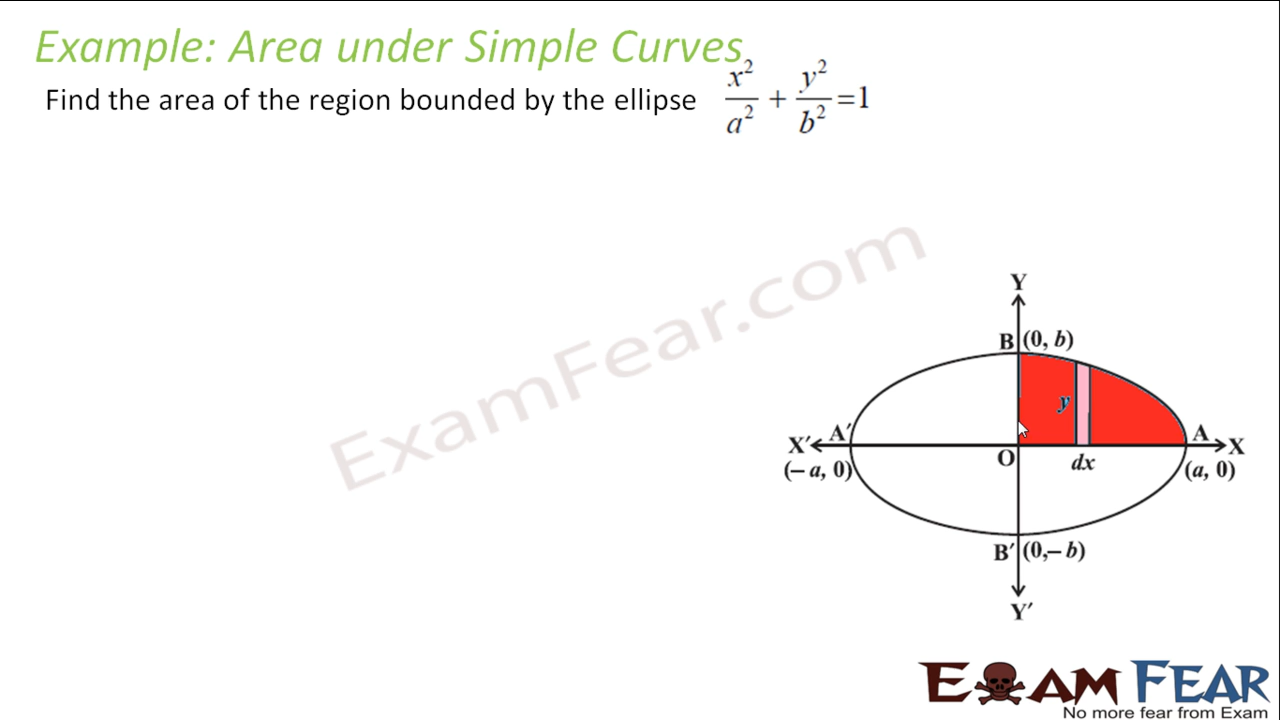 Example: Area under Simple Curves
Find the area of the region bounded by the ellipse x²/a² + y²/b² =1
ExamFear.com
Y
B (0, b)
y
X′ A′ A X
O
(– a, 0) dx (a, 0)
B′ (0,– b)
Y′
EXAM FEAR
No more fear from Exam